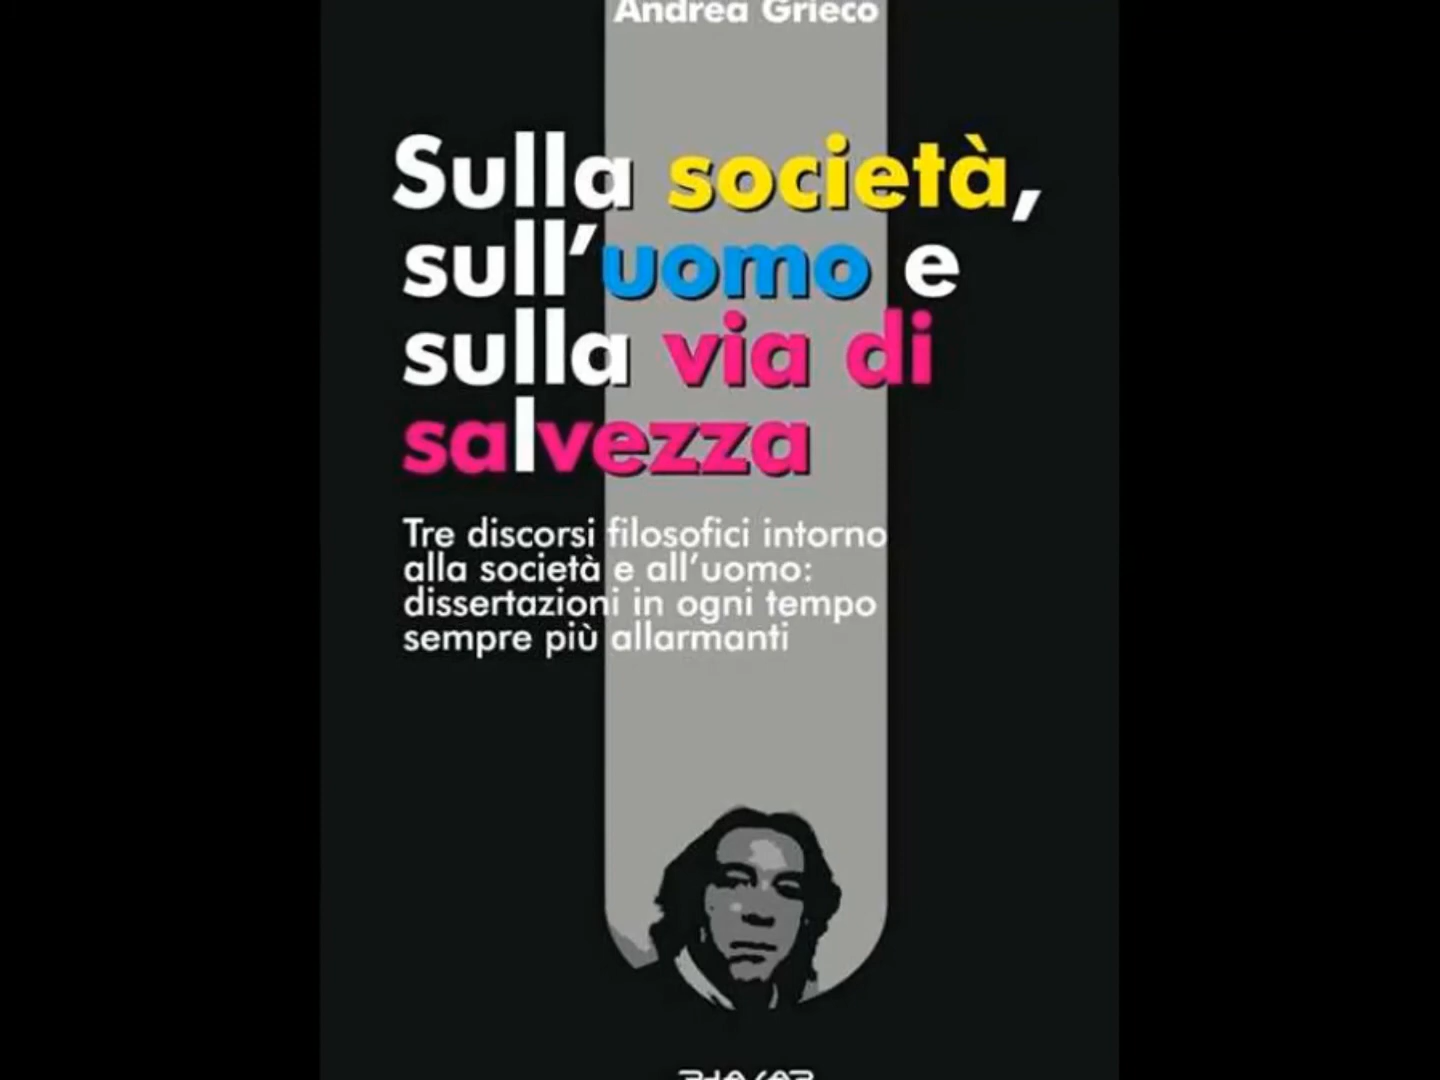 Andrea Grieco
Sulla società,
sull'uomo e
sulla via di
salvezza
Tre discorsi filosofici intorno
alla società e all'uomo:
dissertazioni in ogni tempo
sempre più allarmanti